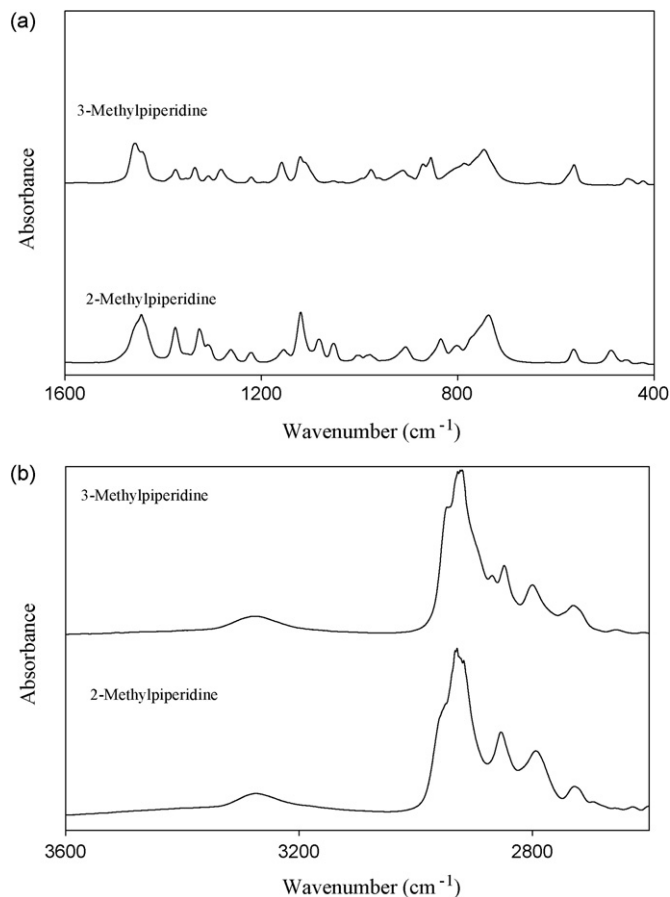 (a)
3-Methylpiperidine
2-Methylpiperidine
Absorbance
1600 1200 800 400
Wavenumber (cm⁻¹)
(b)
3-Methylpiperidine
2-Methylpiperidine
Absorbance
3600 3200 2800
Wavenumber (cm⁻¹)